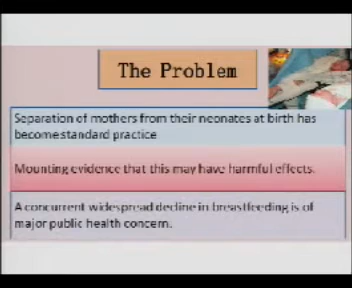 The Problem
Separation of mothers from their neonates at birth has
become standard practice
Mounting evidence that this may have harmful effects.
A concurrent widespread decline in breastfeeding is of
major public health concern.